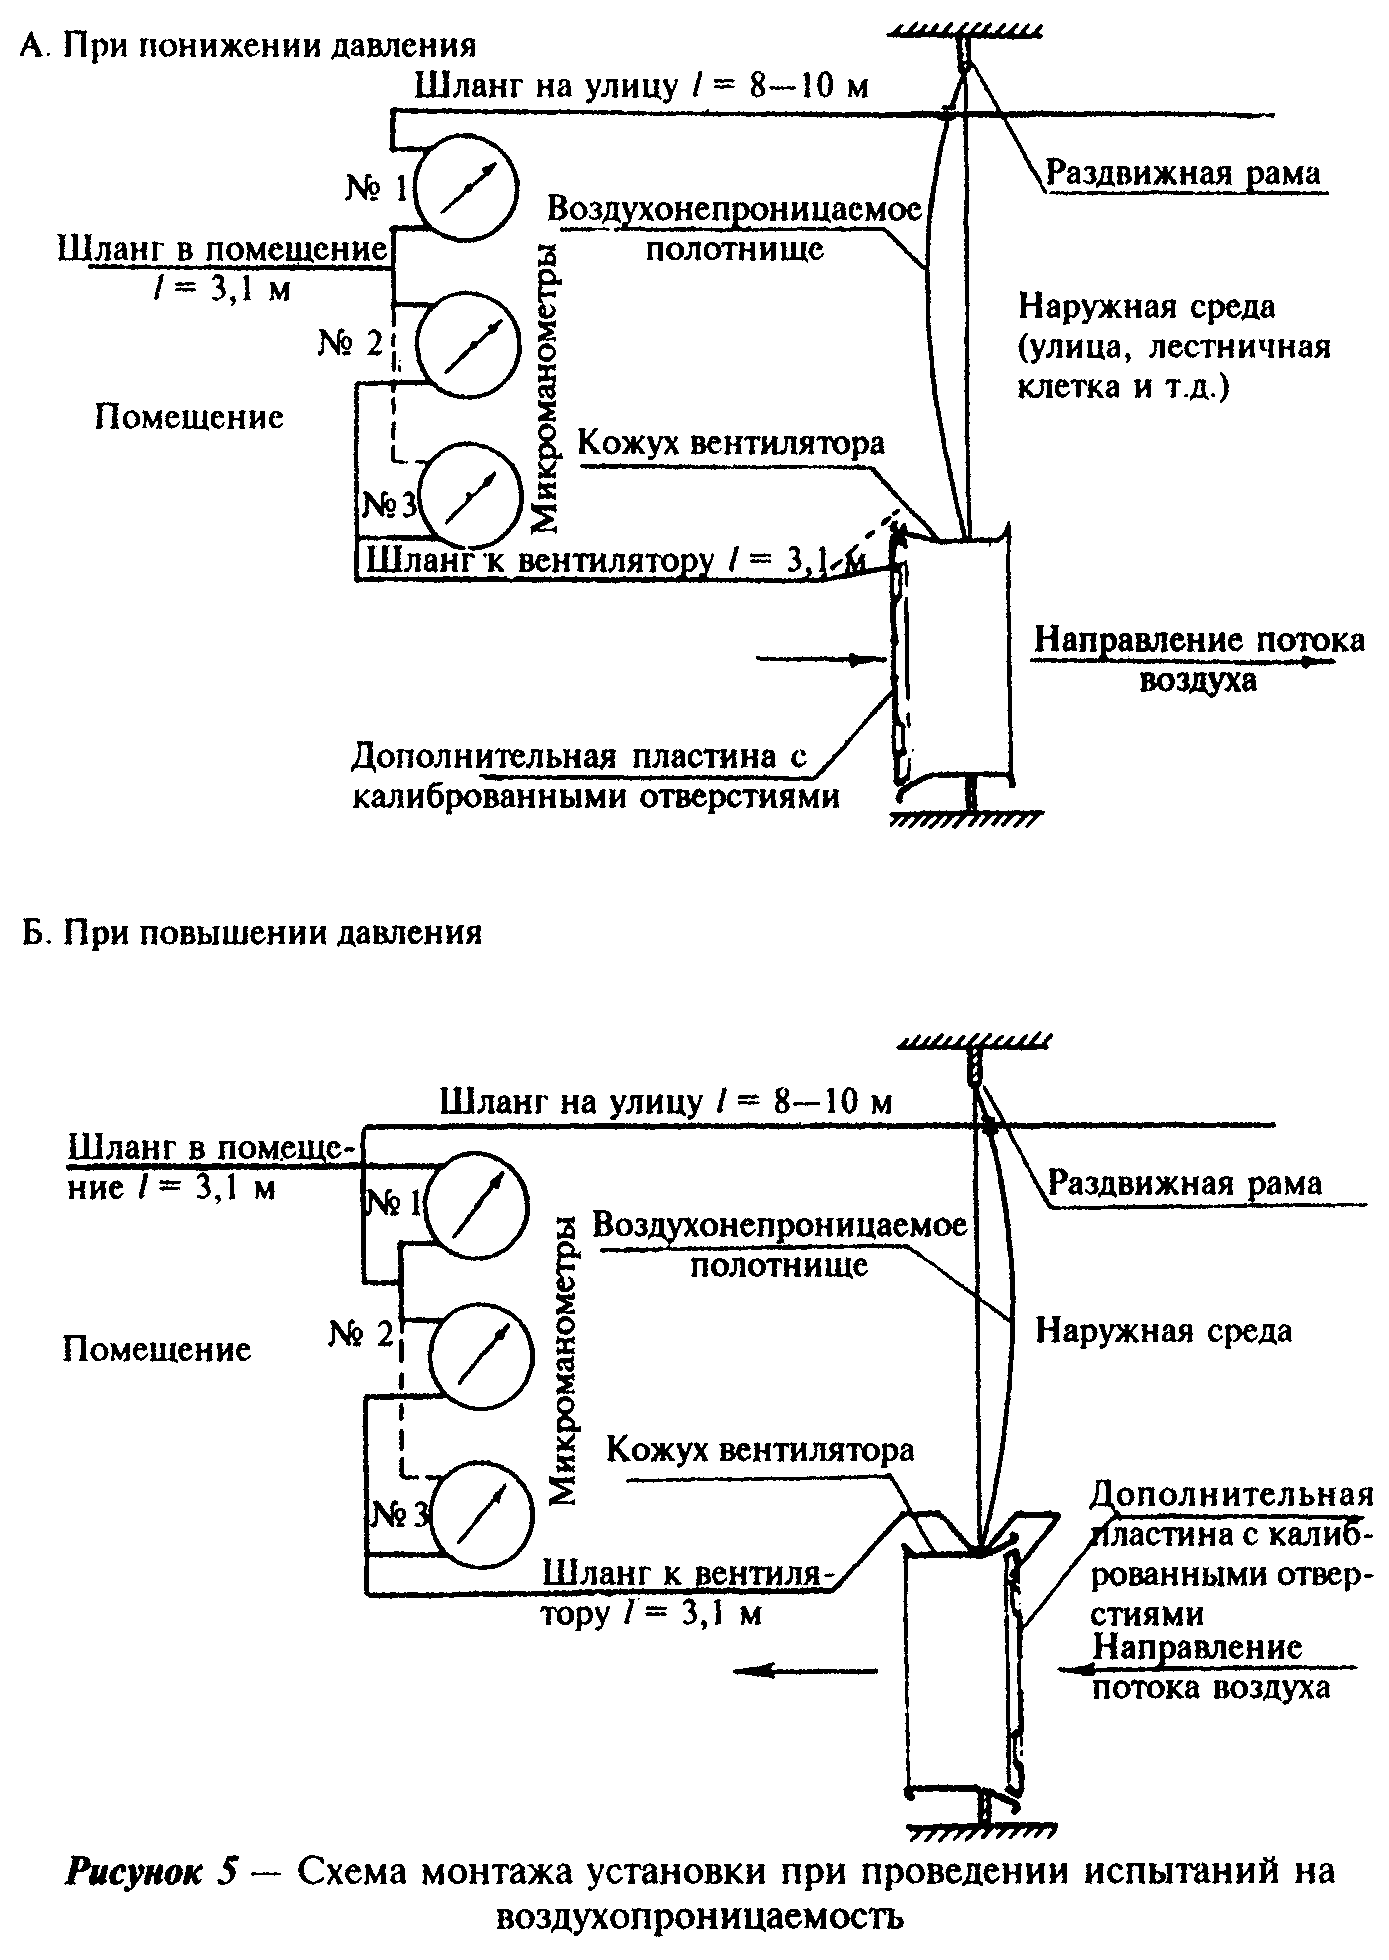 А. При понижении давления
Шланг на улицу l = 8—10 м
№ 1
Раздвижная рама
Воздухонепроницаемое
полотнище
Шланг в помещение
l = 3,1 м
Микроманометры
Наружная среда
(улица, лестничная
клетка и т.д.)
№ 2
Помещение
Кожух вентилятора
№ 3
Шланг к вентилятору l = 3,1 м
Направление потока
воздуха
Дополнительная пластина с
калиброванными отверстиями
Б. При повышении давления
Шланг на улицу l = 8—10 м
Шланг в помеще-
ние l = 3,1 м
№ 1
Раздвижная рама
Воздухонепроницаемое
полотнище
Микроманометры
№ 2
Помещение
Наружная среда
Кожух вентилятора
№ 3
Дополнительная
пластина с калиб-
рованными отвер-
стиями
Шланг к вентиля-
тору l = 3,1 м
Направление
потока воздуха
Рисунок 5 — Схема монтажа установки при проведении испытаний на
воздухопроницаемость